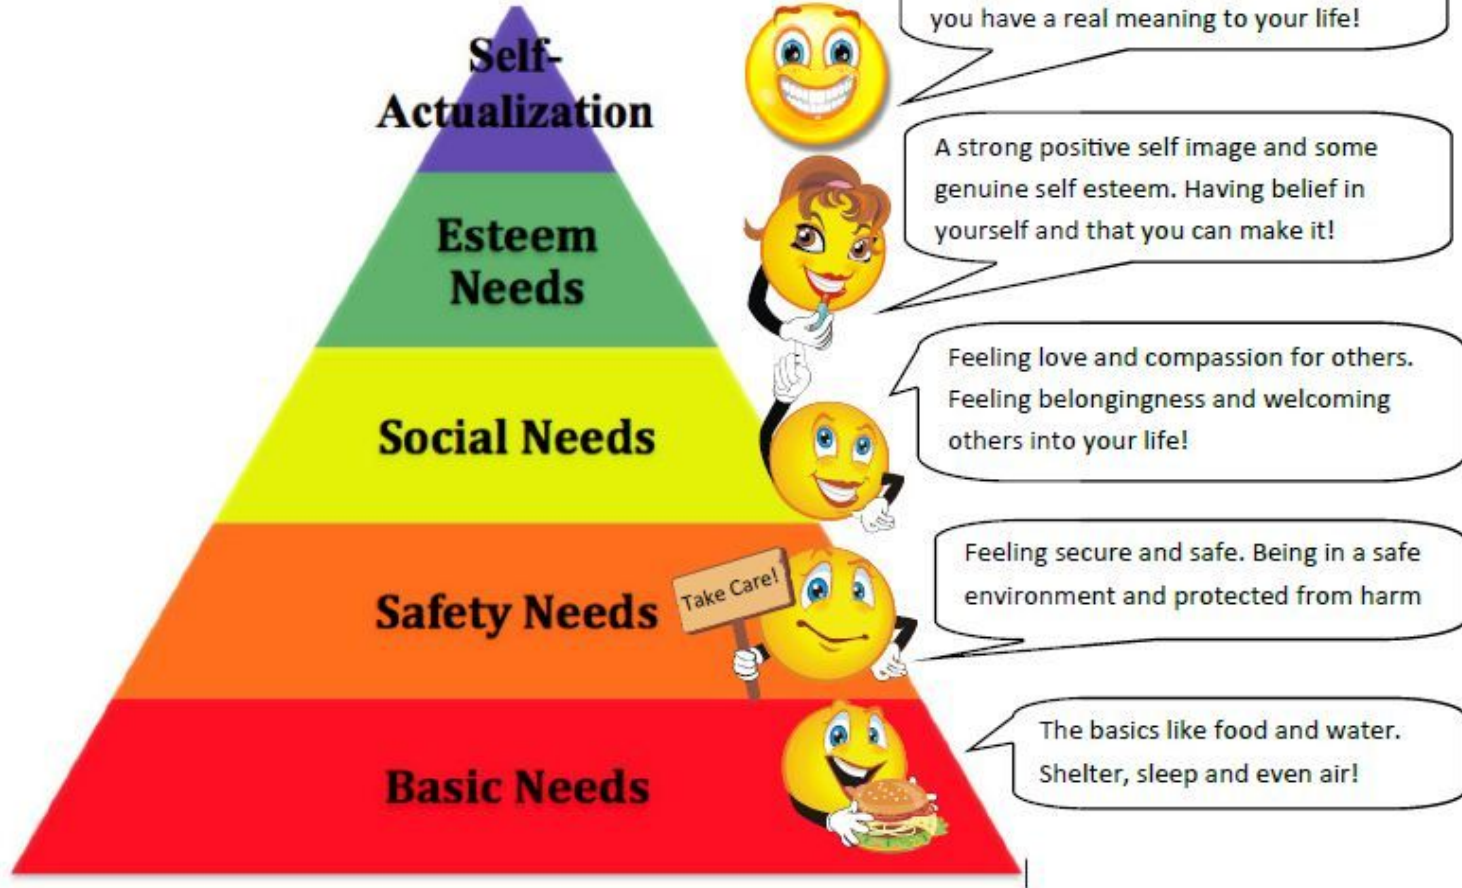 Self-
Actualization
you have a real meaning to your life!
Esteem
Needs
A strong positive self image and some
genuine self esteem. Having belief in
yourself and that you can make it!
Social Needs
Feeling love and compassion for others.
Feeling belongingness and welcoming
others into your life!
Safety Needs
Take Care!
Feeling secure and safe. Being in a safe
environment and protected from harm
Basic Needs
The basics like food and water.
Shelter, sleep and even air!